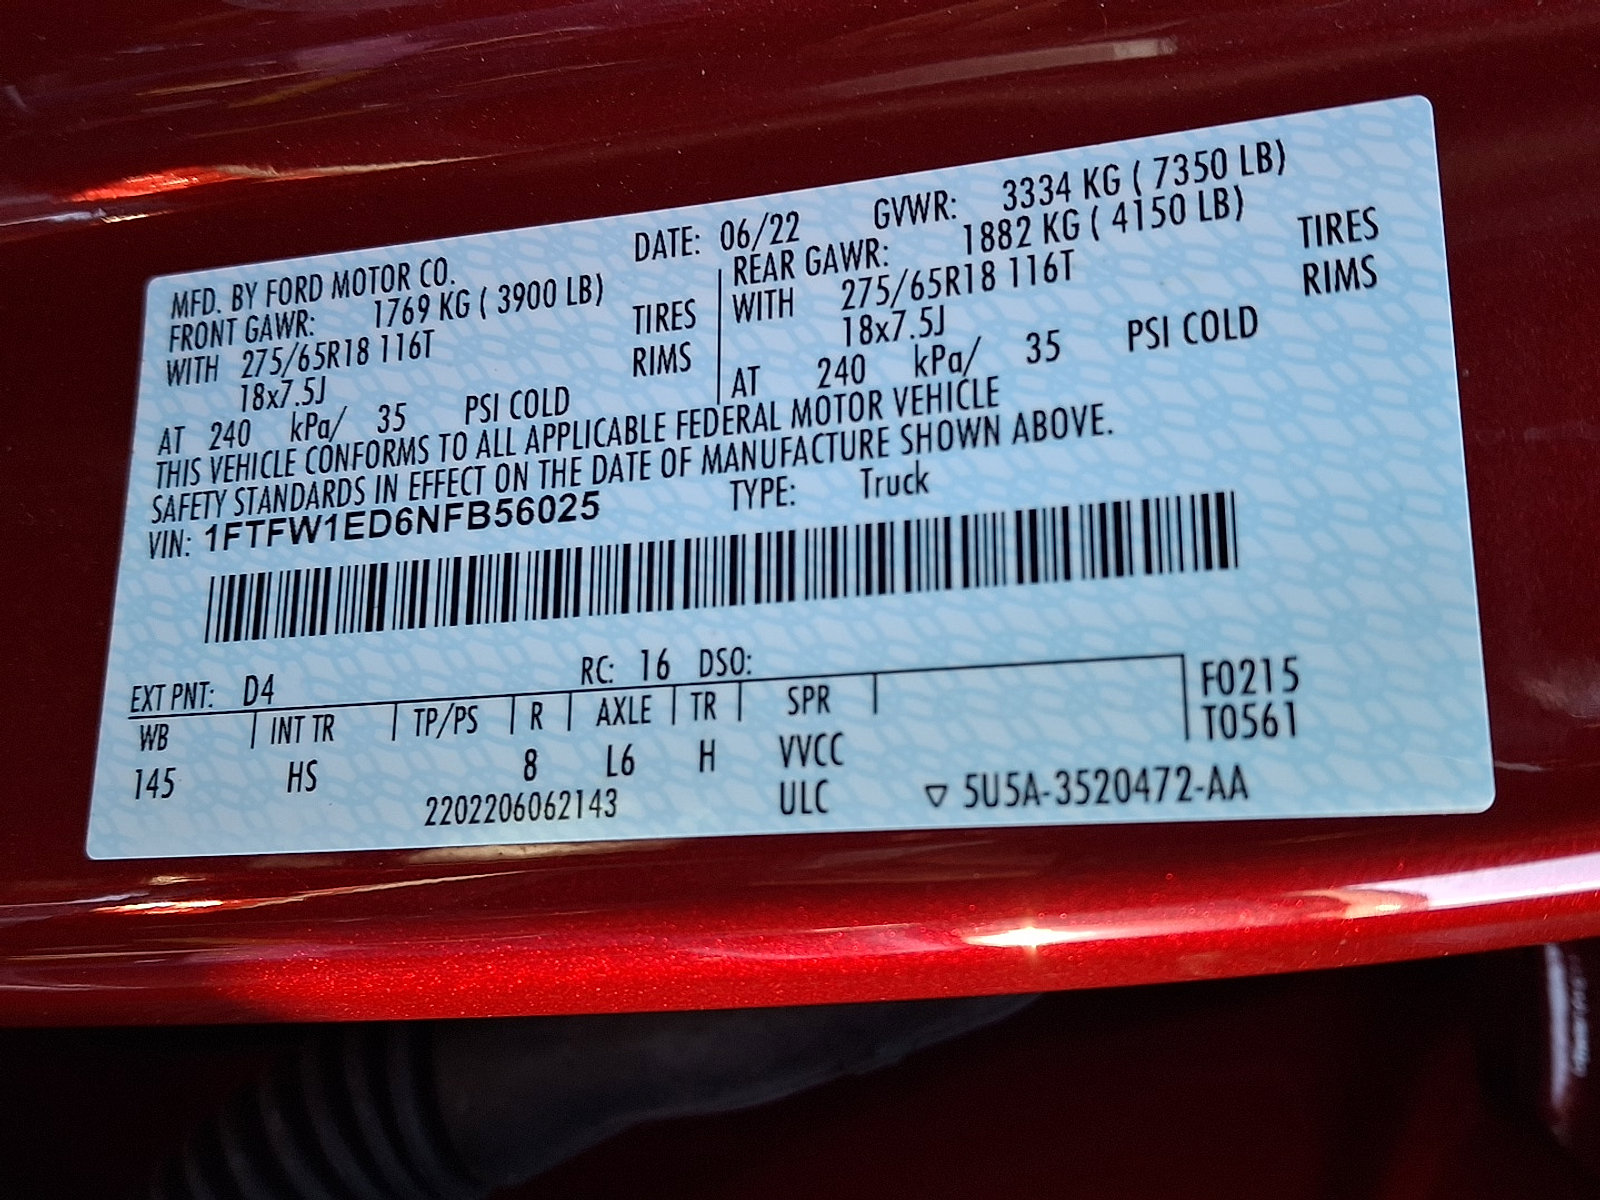 MFD. BY FORD MOTOR CO. DATE: 06/22 GVWR: 3334 KG ( 7350 LB)
FRONT GAWR: 1769 KG ( 3900 LB) REAR GAWR: 1882 KG ( 4150 LB)
WITH 275/65R18 116T TIRES WITH 275/65R18 116T TIRES
18x7.5J RIMS 18x7.5J RIMS
AT 240 kPa/ 35 PSI COLD AT 240 kPa/ 35 PSI COLD
THIS VEHICLE CONFORMS TO ALL APPLICABLE FEDERAL MOTOR VEHICLE
SAFETY STANDARDS IN EFFECT ON THE DATE OF MANUFACTURE SHOWN ABOVE.
VIN: 1FTFW1ED6NFB56025 TYPE: Truck
EXT PNT: D4 RC: 16 DSO:
WB INT TR TP/PS R AXLE TR SPR F0215
T0561
145 HS 8 L6 H VVCC
2202206062143 ULC ▽ 5U5A-3520472-AA